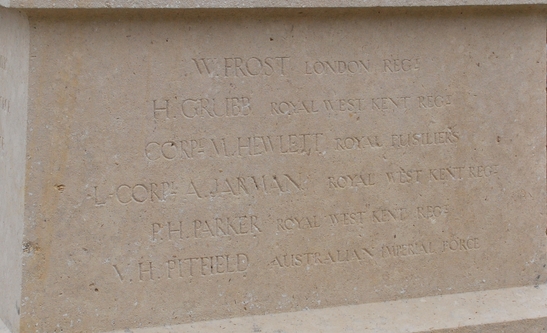 W. FROST LONDON REGT
H. GRUBB ROYAL WEST KENT REGT
CORPL M. HEWLETT ROYAL FUSILIERS
L-CORPL A. JARMAN ROYAL WEST KENT REGT
P. H. PARKER ROYAL WEST KENT REGT
V. H. PITFIELD AUSTRALIAN IMPERIAL FORCE